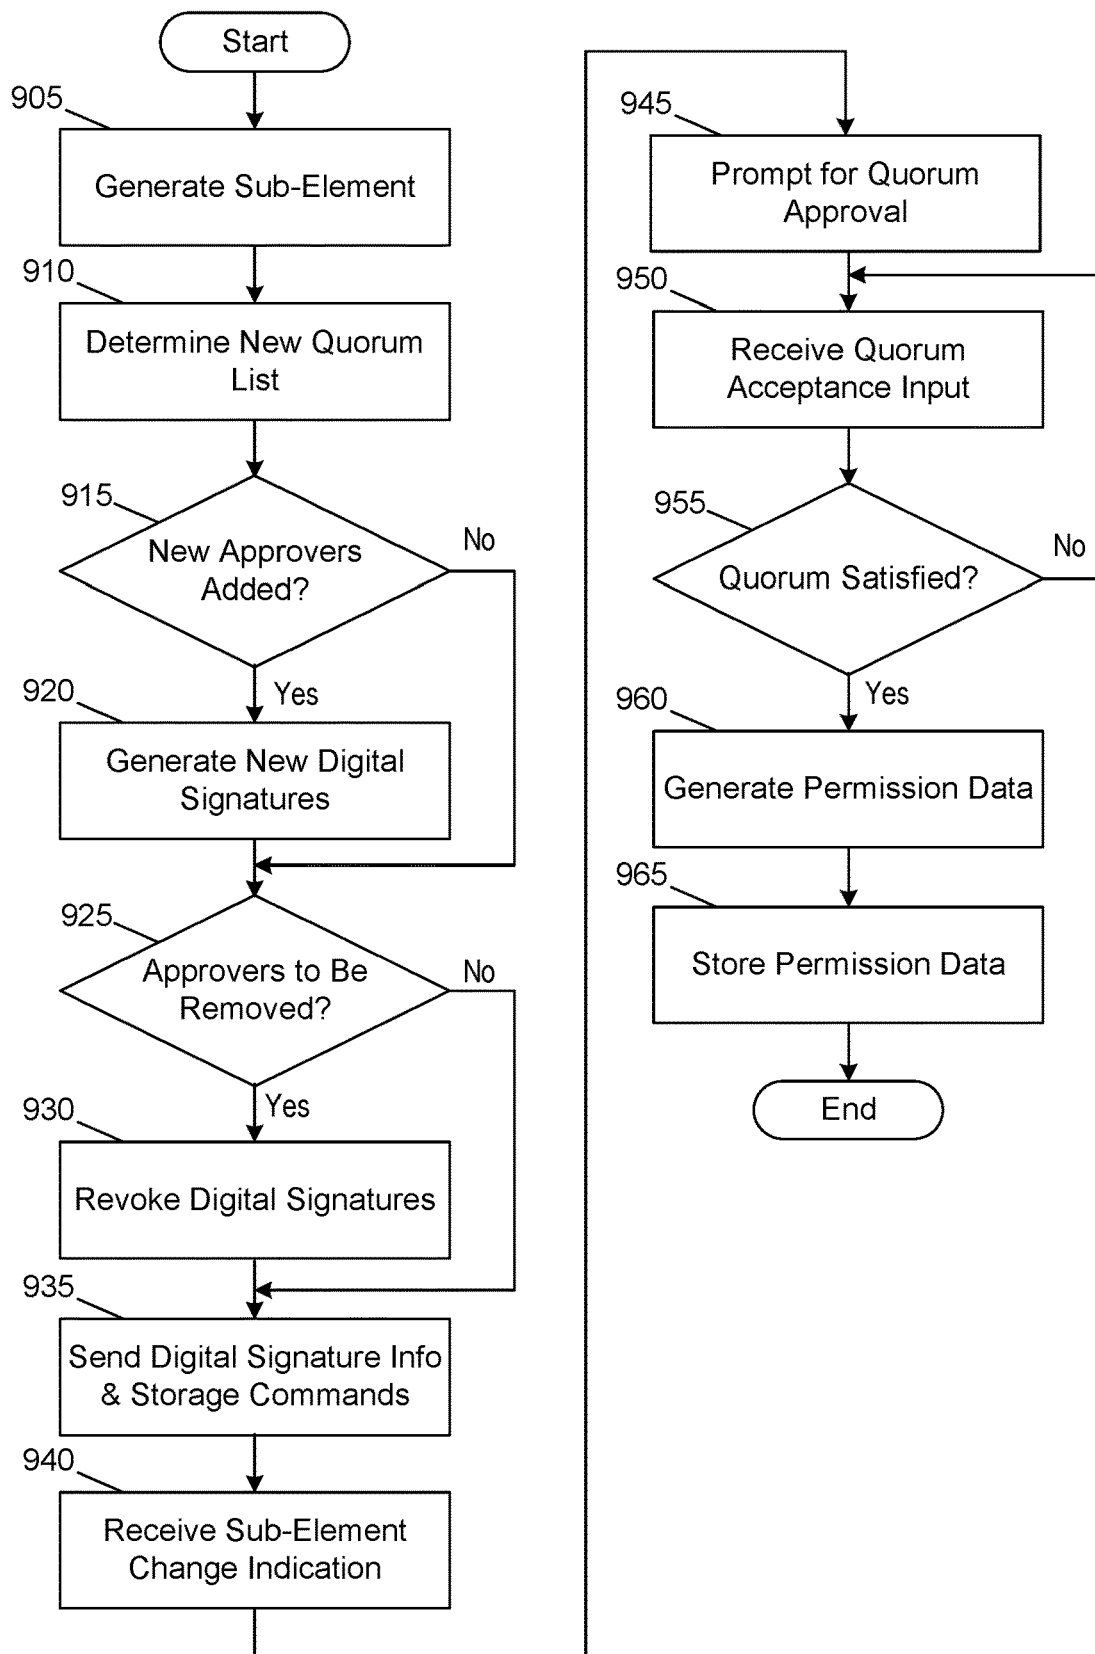 Start
905
Generate Sub-Element
910
Determine New Quorum
List
915
New Approvers
Added?
No
Yes
920
Generate New Digital
Signatures
925
Approvers to Be
Removed?
No
Yes
930
Revoke Digital Signatures
935
Send Digital Signature Info
& Storage Commands
940
Receive Sub-Element
Change Indication
945
Prompt for Quorum
Approval
950
Receive Quorum
Acceptance Input
955
Quorum Satisfied?
No
Yes
960
Generate Permission Data
965
Store Permission Data
End